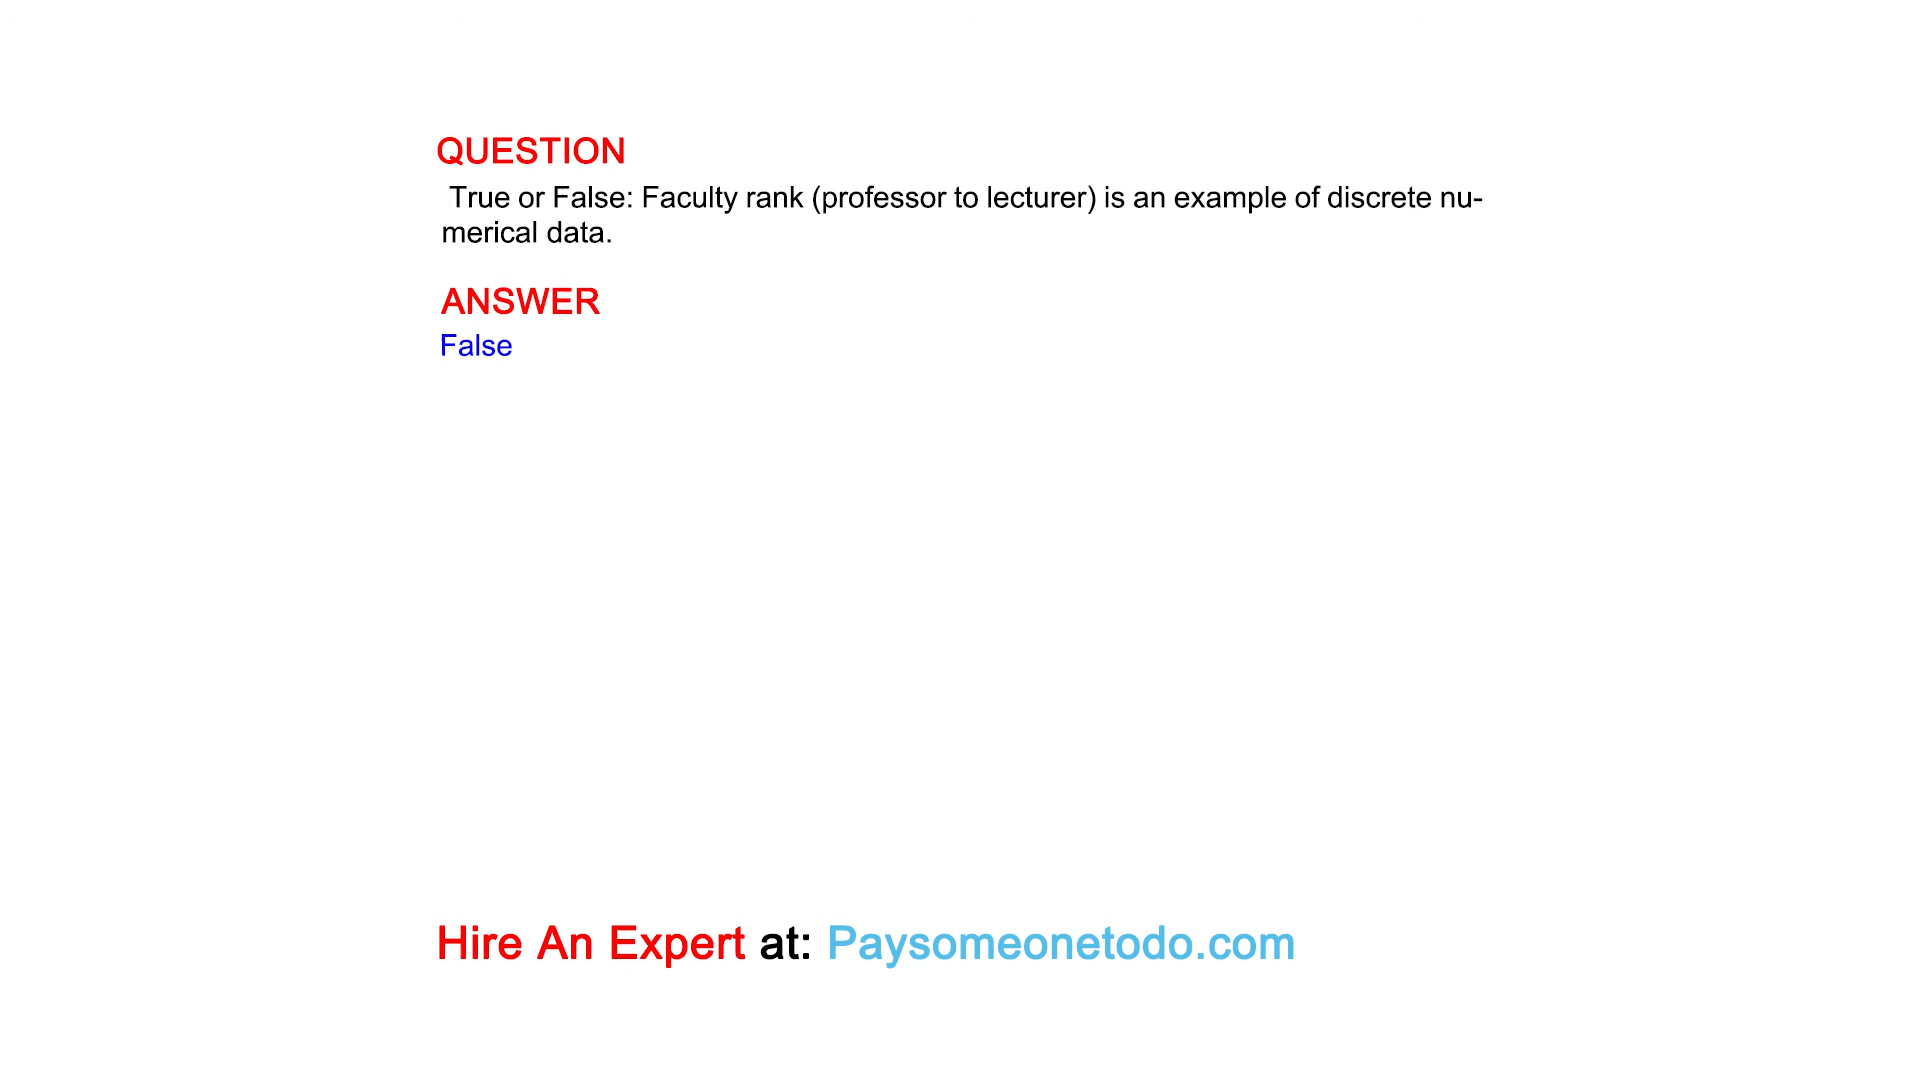 QUESTION
True or False: Faculty rank (professor to lecturer) is an example of discrete nu-
merical data.
ANSWER
False
Hire An Expert at: Paysomeonetodo.com